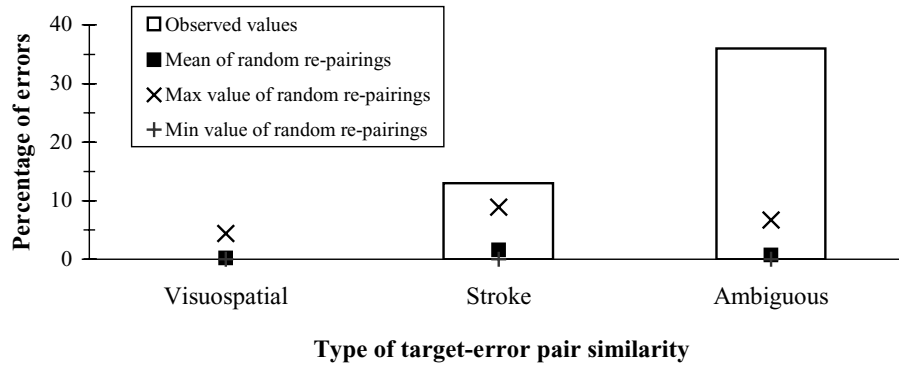 40
30
20
10
0
Percentage of errors
Observed values
Mean of random re-pairings
Max value of random re-pairings
Min value of random re-pairings
Visuospatial
Stroke
Ambiguous
Type of target-error pair similarity